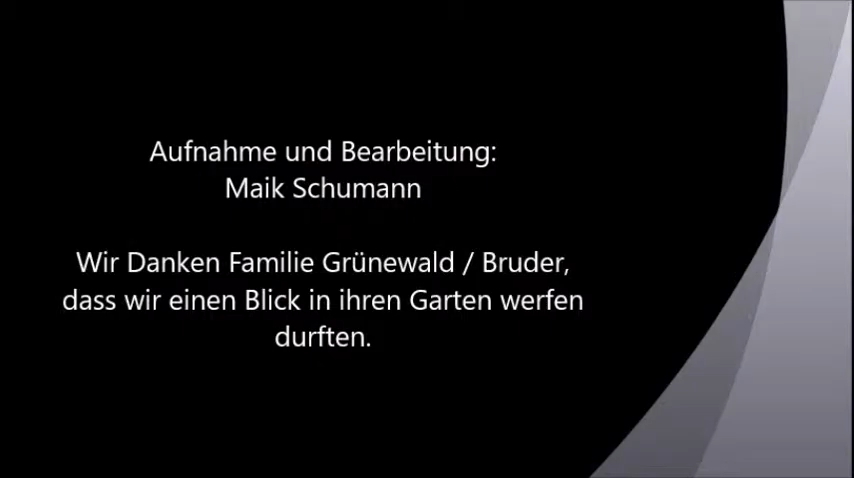 Aufnahme und Bearbeitung:
Maik Schumann
Wir Danken Familie Grünewald / Bruder,
dass wir einen Blick in ihren Garten werfen
durften.